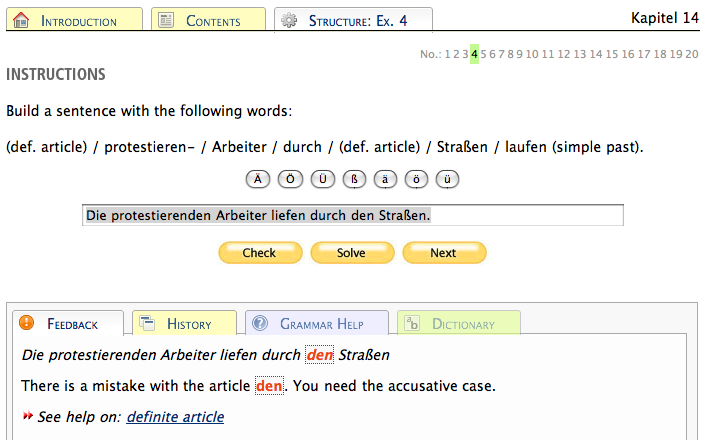 Introduction Contents Structure: Ex. 4 Kapitel 14
No.: 1 2 3 4 5 6 7 8 9 10 11 12 13 14 15 16 17 18 19 20
INSTRUCTIONS
Build a sentence with the following words:
(def. article) / protestieren- / Arbeiter / durch / (def. article) / Straßen / laufen (simple past).
Ä Ö Ü ß ä ö ü
Die protestierenden Arbeiter liefen durch den Straßen.
Check Solve Next
Feedback History Grammar Help Dictionary
Die protestierenden Arbeiter liefen durch den Straßen
There is a mistake with the article den. You need the accusative case.
See help on: definite article